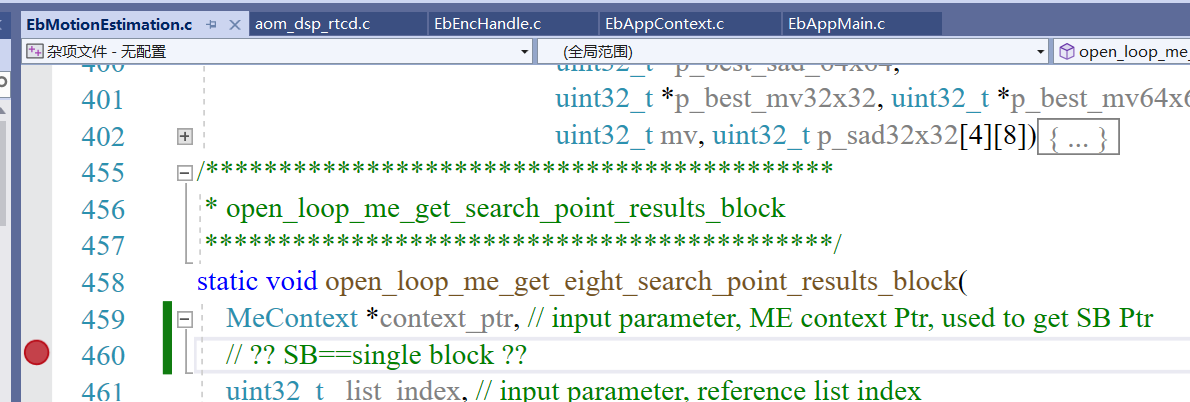 EbMotionEstimation.c aom_dsp_rtcd.c EbEncHandle.c EbAppContext.c EbAppMain.c
杂项文件 - 无配置 (全局范围) open_loop_me_
400 uint32_t *p_best_sad_64x64,
401 uint32_t *p_best_mv32x32, uint32_t *p_best_mv64x6
402 uint32_t mv, uint32_t p_sad32x32[4][8]) { ... }
455 /*******************************************
456 * open_loop_me_get_search_point_results_block
457 *******************************************/
458 static void open_loop_me_get_eight_search_point_results_block(
459 MeContext *context_ptr, // input parameter, ME context Ptr, used to get SB Ptr
460 // ?? SB==single block ??
461 uint32_t list_index, // input parameter, reference list index